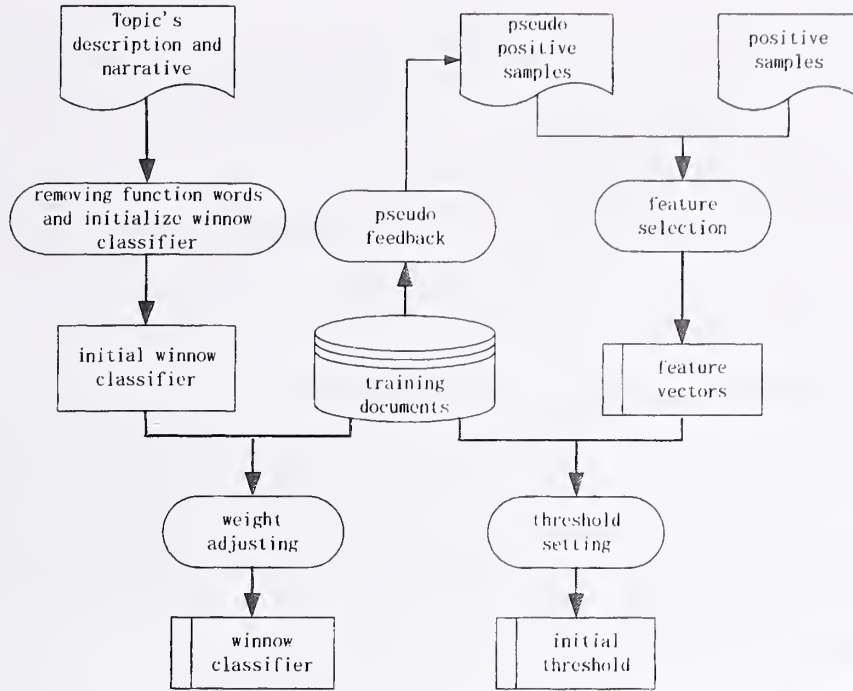 Topic's
description and
narrative
pseudo
positive
samples
positive
samples
removing function words
and initialize winnow
classifier
pseudo
feedback
feature
selection
initial winnow
classifier
training
documents
feature
vectors
weight
adjusting
threshold
setting
winnow
classifier
initial
threshold